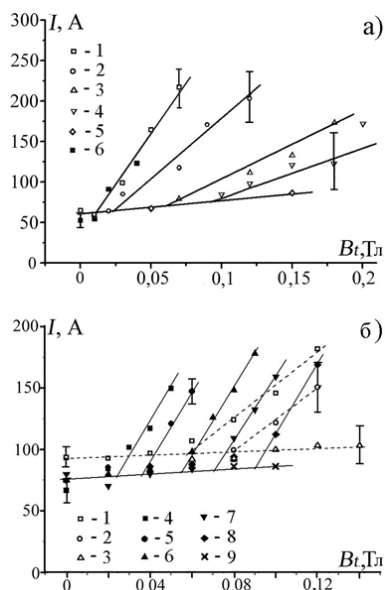 I, А
а)
300
250
200
150
100
50
0
- 1
- 2
- 3
- 4
- 5
- 6
Bt,Тл
0 0,05 0,1 0,15 0,2
I, А
б)
200
150
100
50
- 1 - 4 - 7
- 2 - 5 - 8
- 3 - 6 - 9
Bt,Тл
0 0.04 0.08 0.12